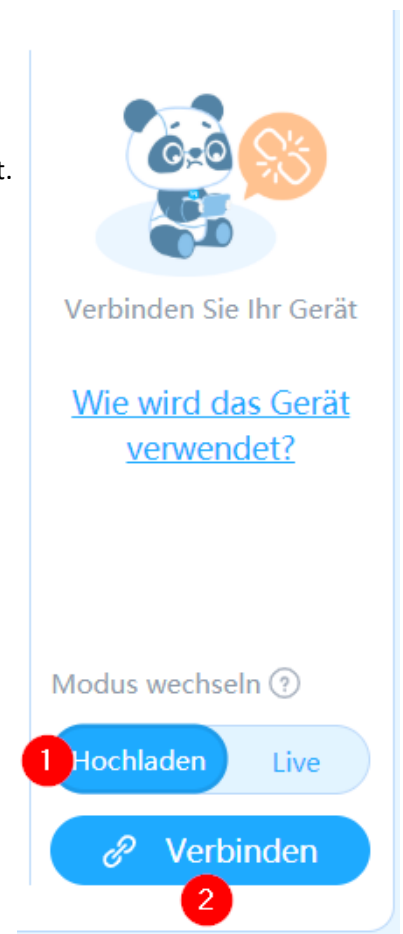 t.
Verbinden Sie Ihr Gerät
Wie wird das Gerät
verwendet?
Modus wechseln ?
1 Hochladen Live
Verbinden
2